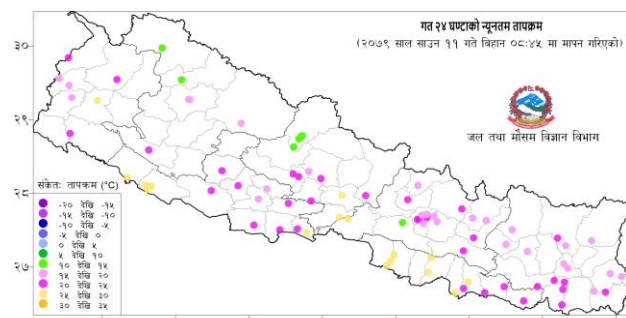 गत २४ घण्टाको न्यूनतम तापक्रम
(२०७९ साल साउन ११ गते बिहान ०८:४५ मा मापन गरिएको)
३०
२९
जल तथा मौसम विज्ञान विभाग
२८
संकेत: तापक्रम (°C)
-२० देखि -१५
-१५ देखि -१०
-१० देखि -५
-५ देखि ०
० देखि ५
५ देखि १०
१० देखि १५
१५ देखि २०
२० देखि २५
२५ देखि ३०
३० देखि ३५
२७